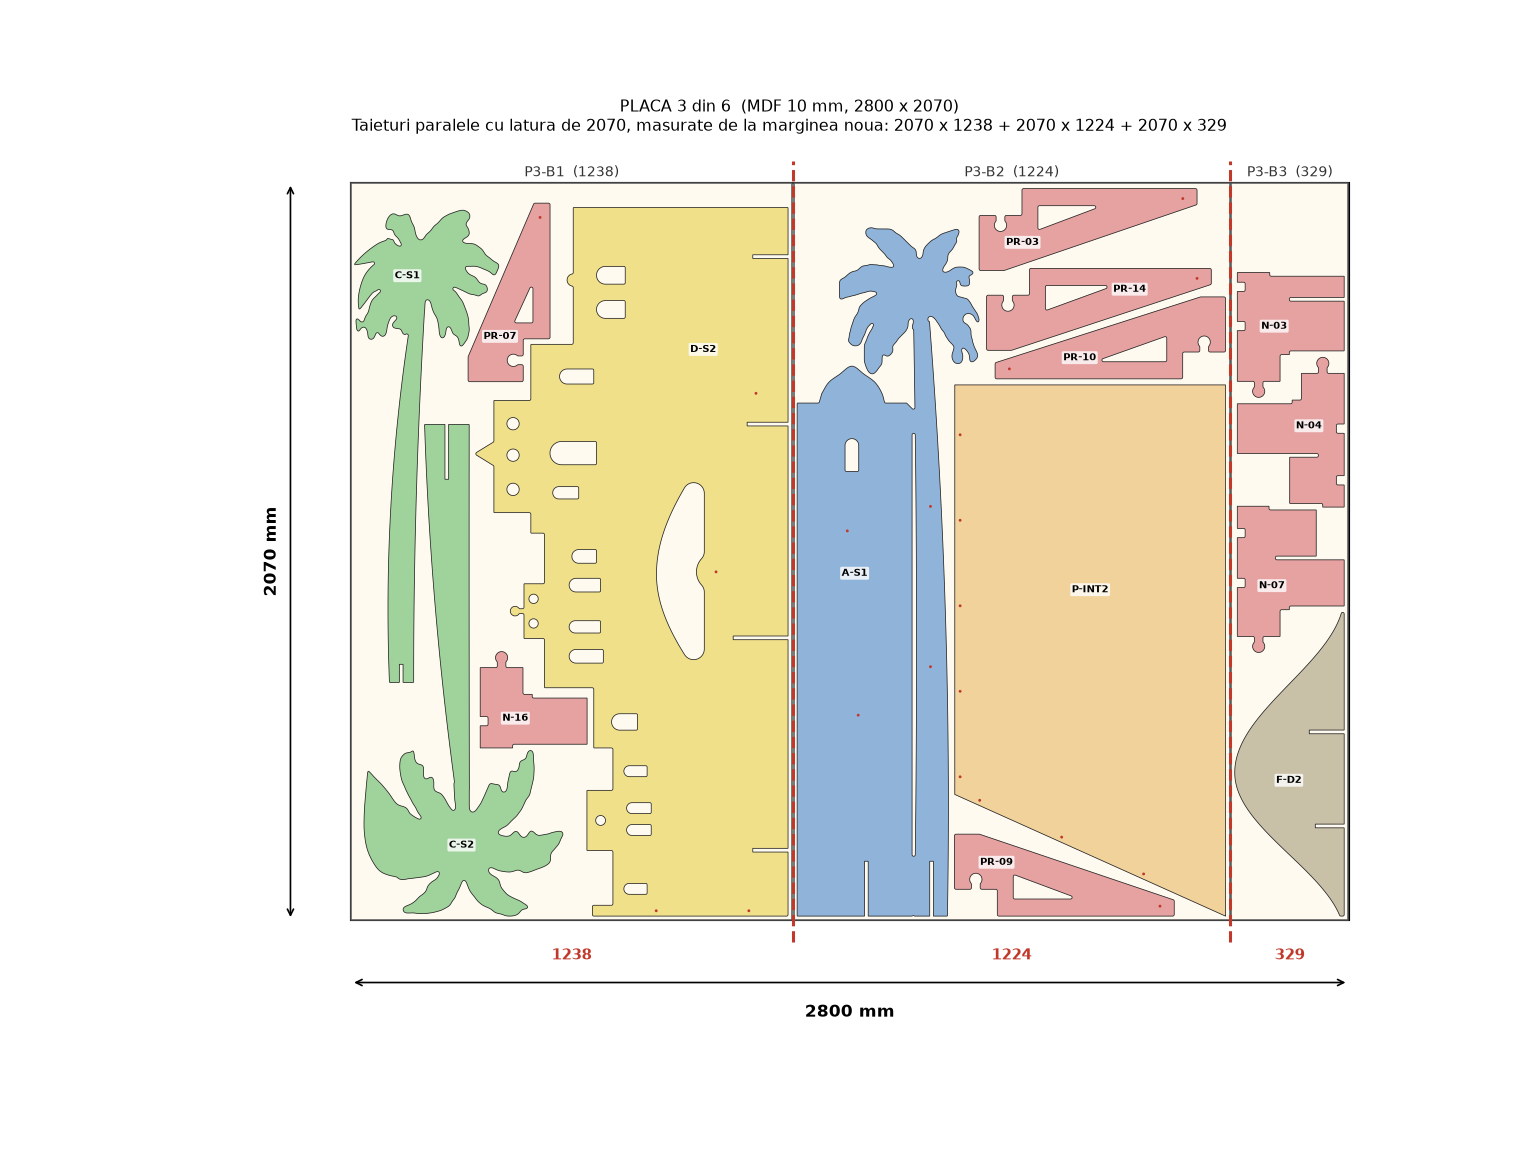 PLACA 3 din 6  (MDF 10 mm, 2800 x 2070)
Taieturi paralele cu latura de 2070, masurate de la marginea noua: 2070 x 1238 + 2070 x 1224 + 2070 x 329
P3-B1  (1238)
P3-B2  (1224)
P3-B3  (329)
PR-03
C-S1
PR-14
N-03
PR-07
D-S2
PR-10
N-04
2070 mm
A-S1
P-INT2
N-07
N-16
F-D2
C-S2
PR-09
1238
1224
329
2800 mm